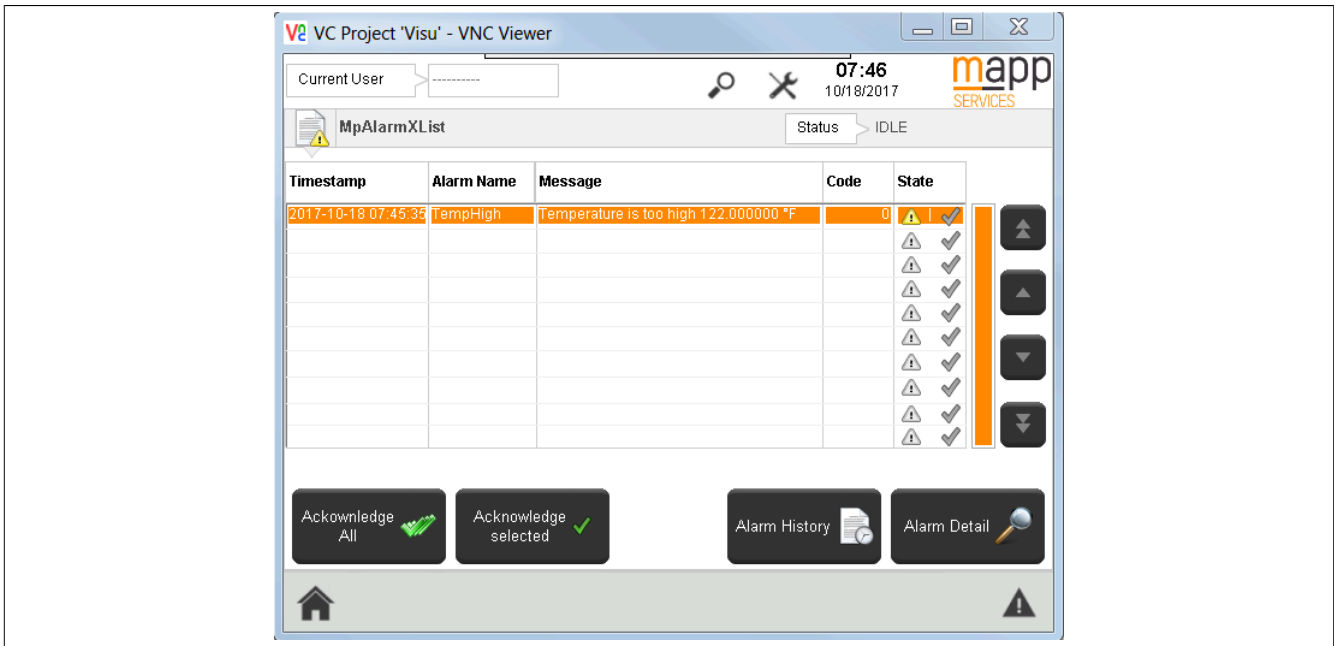 VC Project 'Visu' - VNC Viewer
Current User
----------
07:46
10/18/2017
mapp
SERVICES
MpAlarmXList
Status
IDLE
Timestamp Alarm Name Message Code State
2017-10-18 07:45:35 TempHigh Temperature is too high 122.000000 °F 0
Ackownledge
All
Acknowledge
selected
Alarm History
Alarm Detail